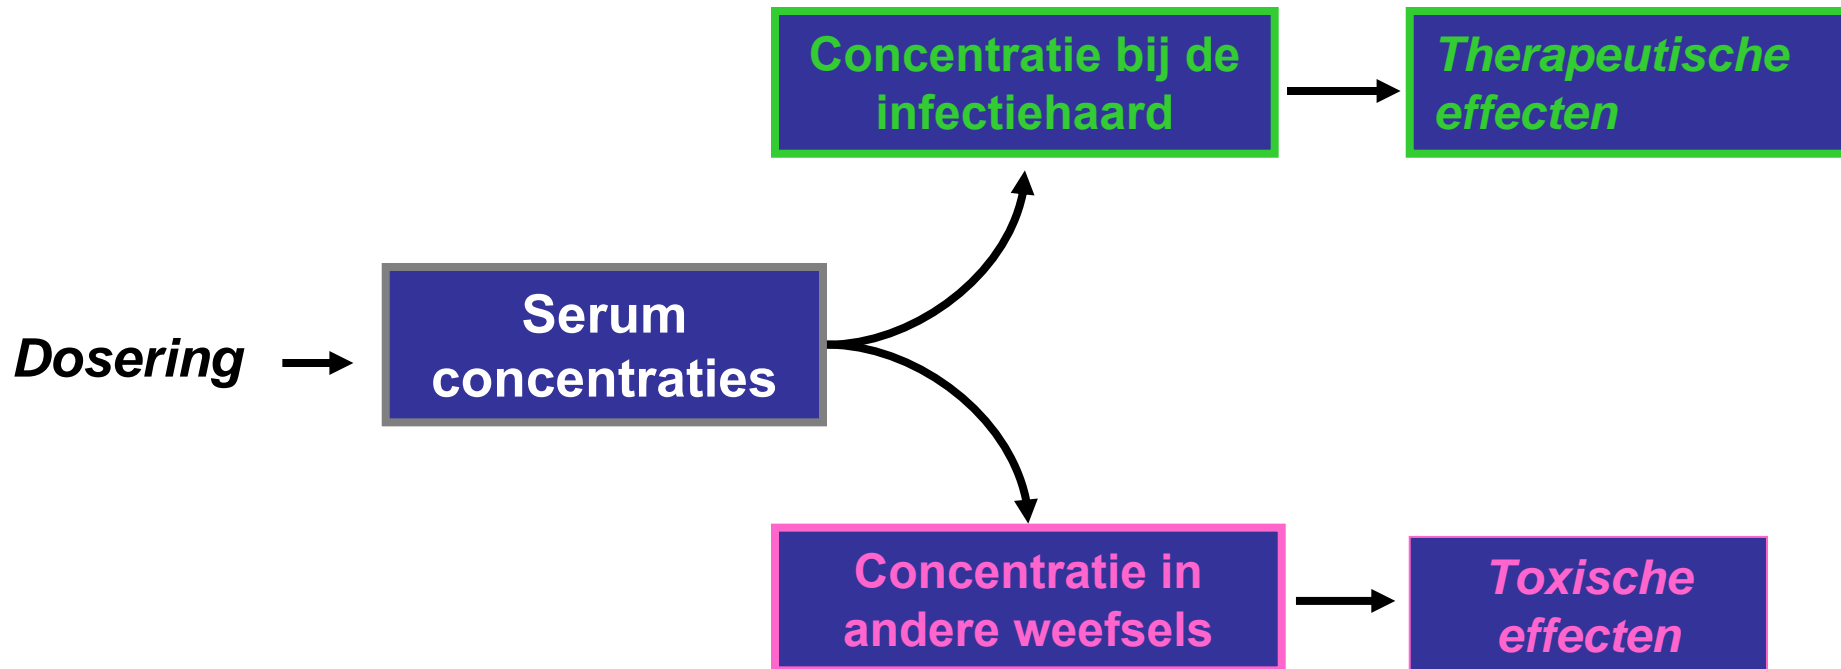 Concentratie bij de
infectiehaard
Therapeutische
effecten
Dosering
Serum
concentraties
Concentratie in
andere weefsels
Toxische
effecten